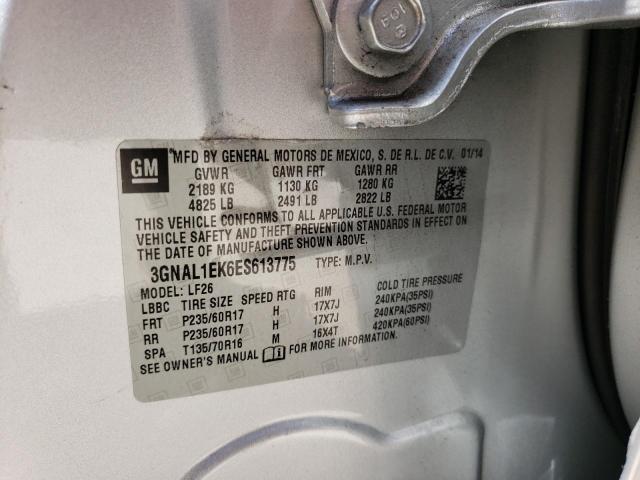 GM
MFD BY GENERAL MOTORS DE MEXICO, S. DE R.L. DE C.V. 01/14
GVWR GAWR FRT GAWR RR
2189 KG 1130 KG 1280 KG
4825 LB 2491 LB 2822 LB
THIS VEHICLE CONFORMS TO ALL APPLICABLE U.S. FEDERAL MOTOR
VEHICLE SAFETY AND THEFT PREVENTION STANDARDS IN EFFECT ON
THE DATE OF MANUFACTURE SHOWN ABOVE.
3GNAL1EK6ES613775 TYPE: M.P.V.
MODEL: LF26
LBBC TIRE SIZE SPEED RTG RIM COLD TIRE PRESSURE
FRT P235/60R17 H 17X7J 240KPA(35PSI)
RR P235/60R17 H 17X7J 240KPA(35PSI)
SPA T135/70R16 M 16X4T 420KPA(60PSI)
SEE OWNER'S MANUAL FOR MORE INFORMATION.